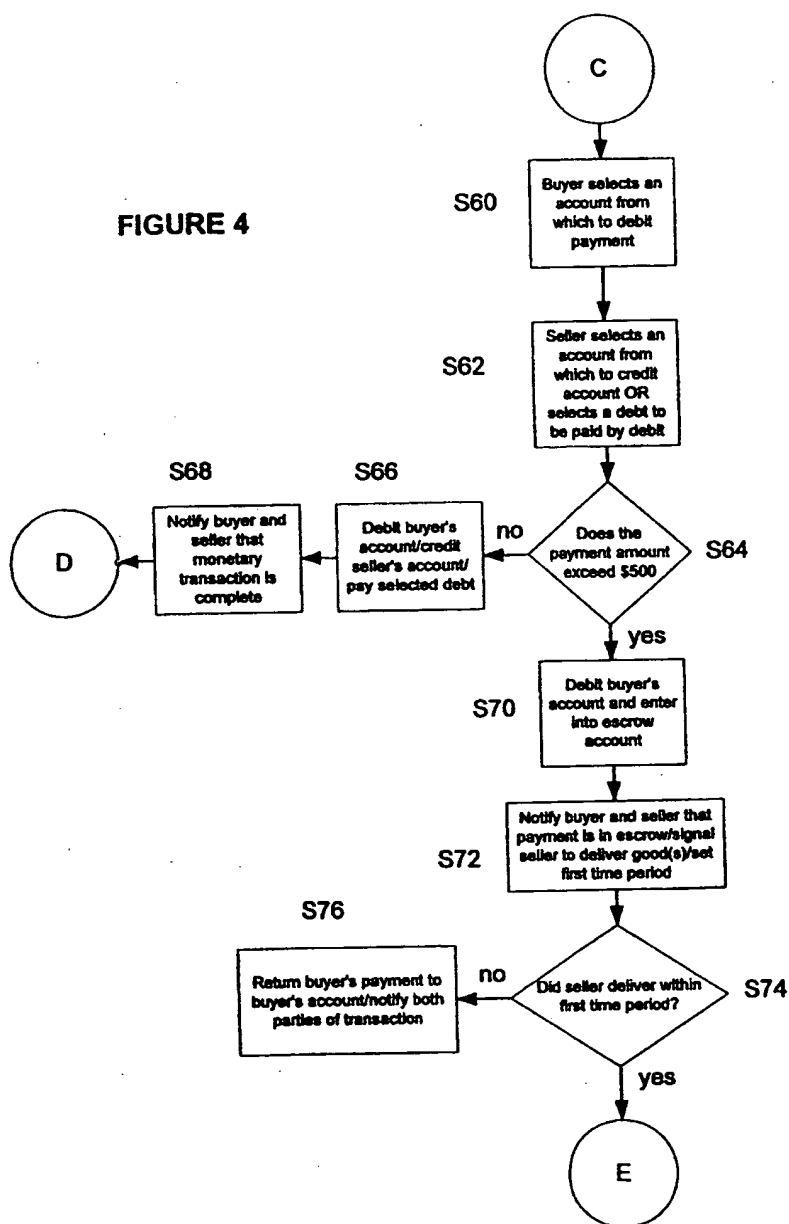 C
FIGURE 4
S60
Buyer selects an
account from
which to debit
payment
S62
Seller selects an
account from
which to credit
account OR
selects a debt to
be paid by debit
S68
S66
D
Notify buyer and
seller that
monetary
transaction is
complete
Debit buyer's
account/credit
seller's account/
pay selected debt
no
Does the
payment amount
exceed $500
S64
yes
S70
Debit buyer's
account and enter
into escrow
account
S72
Notify buyer and seller that
payment is in escrow/signal
seller to deliver good(s)/set
first time period
S76
Return buyer's payment to
buyer's account/notify both
parties of transaction
no
Did seller deliver within
first time period?
S74
yes
E